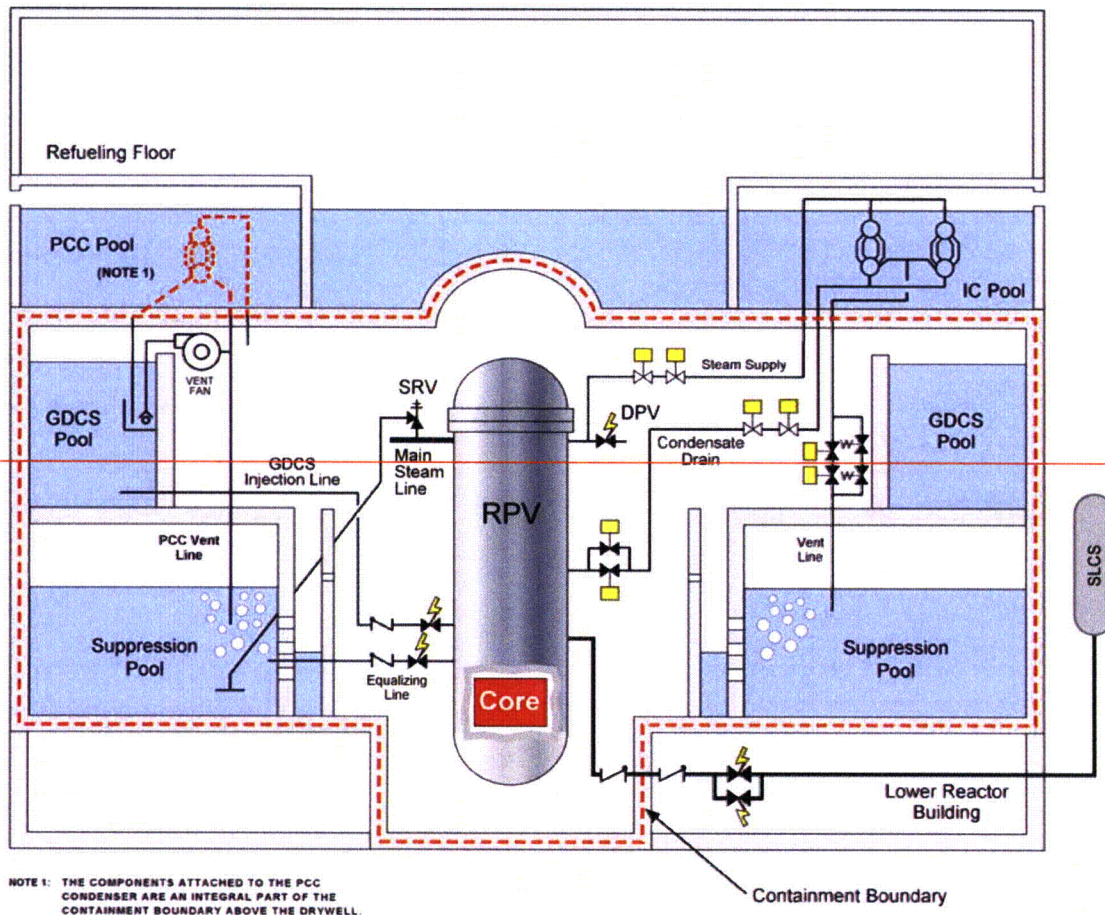 Refueling Floor
PCC Pool
(NOTE 1)
IC Pool
VENT
FAN
Steam Supply
SRV
DPV
GDCS
Pool
GDCS
Pool
Condensate
Drain
Main
Steam
Line
GDCS
Injection Line
RPV
SLCS
PCC Vent
Line
Vent
Line
Suppression
Pool
Suppression
Pool
Equalizing
Line
Core
Lower Reactor
Building
Containment Boundary
NOTE 1: THE COMPONENTS ATTACHED TO THE PCC
CONDENSER ARE AN INTEGRAL PART OF THE
CONTAINMENT BOUNDARY ABOVE THE DRYWELL.